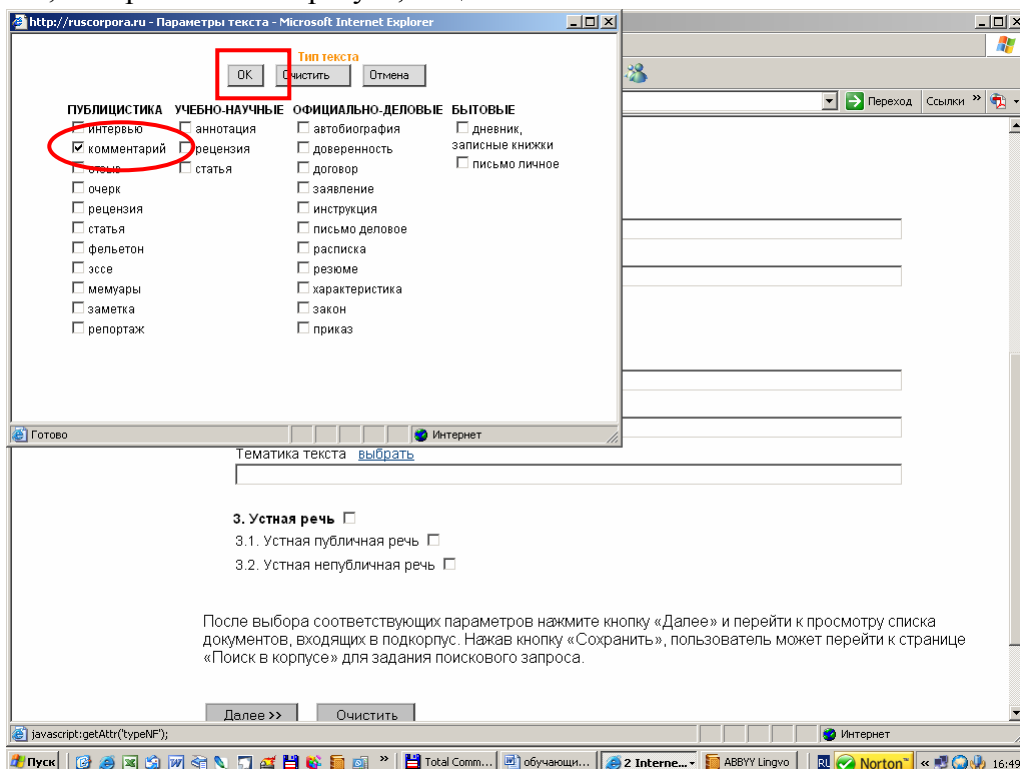 http://ruscorpora.ru - Параметры текста - Microsoft Internet Explorer
Тип текста
OK Очистить Отмена
ПУБЛИЦИСТИКА УЧЕБНО-НАУЧНЫЕ ОФИЦИАЛЬНО-ДЕЛОВЫЕ БЫТОВЫЕ
интервью аннотация автобиография дневник,
комментарий рецензия доверенность записные книжки
отзыв статья договор письмо личное
очерк заявление
рецензия инструкция
статья письмо деловое
фельетон расписка
эссе резюме
мемуары характеристика
заметка закон
репортаж приказ
Готово Интернет
Переход Ссылки »
Тематика текста выбрать
3. Устная речь
3.1. Устная публичная речь
3.2. Устная непубличная речь
После выбора соответствующих параметров нажмите кнопку «Далее» и перейти к просмотру списка
документов, входящих в подкорпус. Нажав кнопку «Сохранить», пользователь может перейти к странице
«Поиск в корпусе» для задания поискового запроса.
Далее >> Очистить
javascript:getAttr('typeNF'); Интернет
Пуск » Total Comm... обучающи... 2 Interne... ABBYY Lingvo RL Norton™ « 16:49